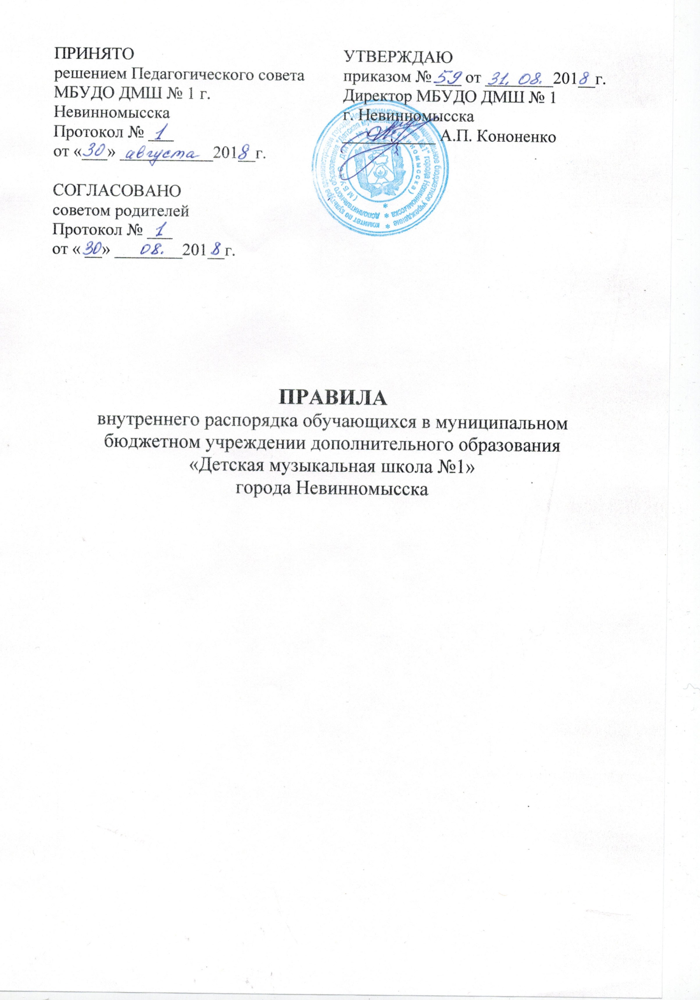 ПРИНЯТО
решением Педагогического совета
МБУДО ДМШ № 1 г.
Невинномысска
Протокол № 1
от «30» августа 2018 г.
СОГЛАСОВАНО
советом родителей
Протокол № 1
от «30» 08. 2018 г.
УТВЕРЖДАЮ
приказом № 59 от 31. 08. 2018 г.
Директор МБУДО ДМШ № 1
г. Невинномысска
А.П. Кононенко
ПРАВИЛА
внутреннего распорядка обучающихся в муниципальном
бюджетном учреждении дополнительного образования
«Детская музыкальная школа №1»
города Невинномысска